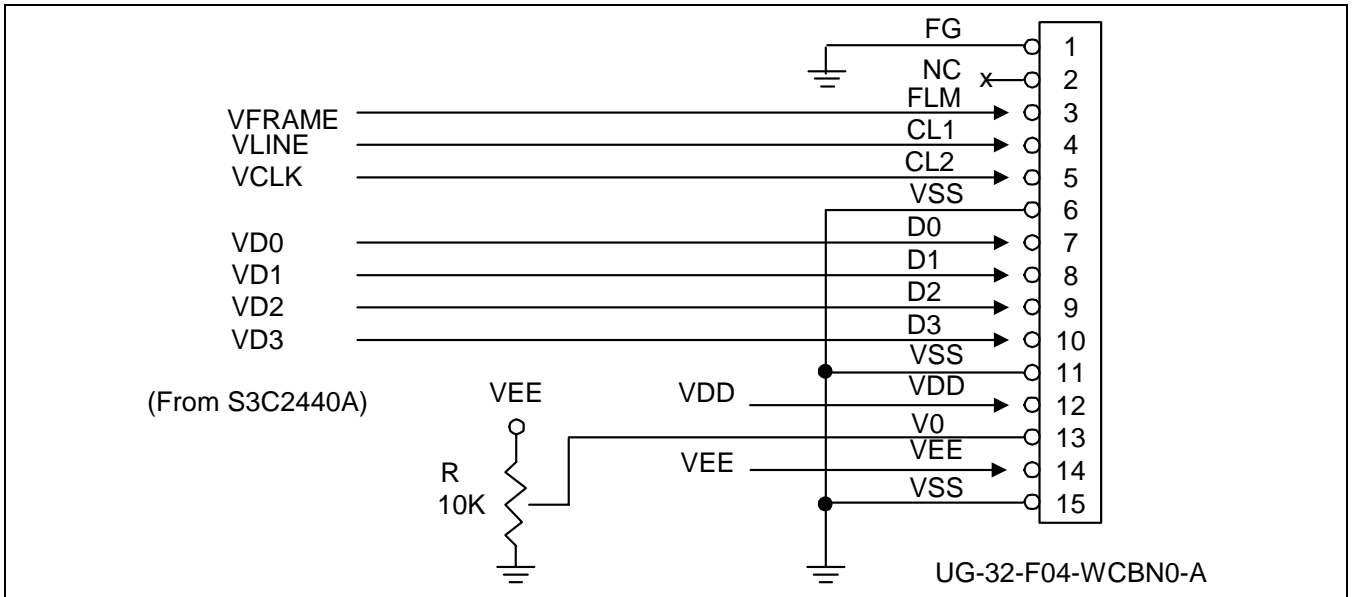 FG 1
NC x 2
VFRAME FLM 3
VLINE CL1 4
VCLK CL2 5
VSS 6
VD0 D0 7
VD1 D1 8
VD2 D2 9
VD3 D3 10
VSS 11
(From S3C2440A) VEE VDD VDD 12
V0 13
R VEE VEE 14
10K VSS 15
UG-32-F04-WCBN0-A